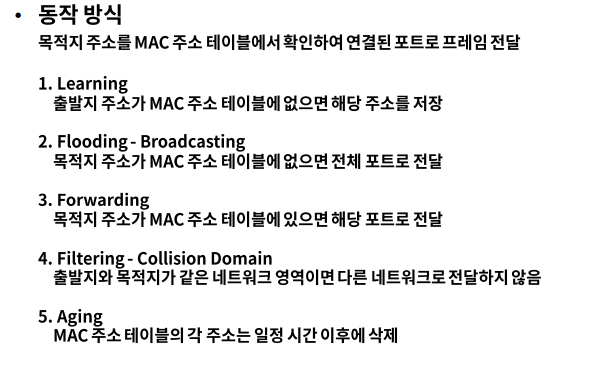 • 동작 방식
목적지 주소를 MAC 주소 테이블에서 확인하여 연결된 포트로 프레임 전달
1. Learning
출발지 주소가 MAC 주소 테이블에 없으면 해당 주소를 저장
2. Flooding - Broadcasting
목적지 주소가 MAC 주소 테이블에 없으면 전체 포트로 전달
3. Forwarding
목적지 주소가 MAC 주소 테이블에 있으면 해당 포트로 전달
4. Filtering - Collision Domain
출발지와 목적지가 같은 네트워크 영역이면 다른 네트워크로 전달하지 않음
5. Aging
MAC 주소 테이블의 각 주소는 일정 시간 이후에 삭제